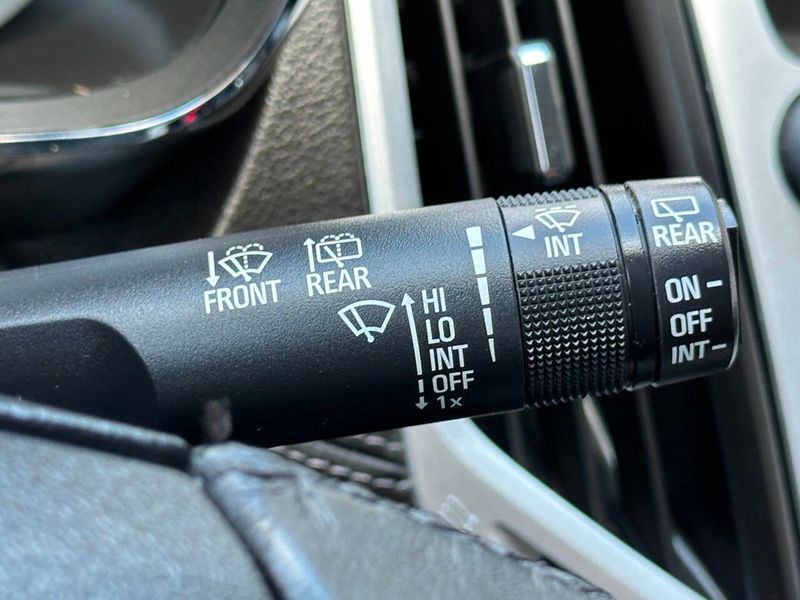 FRONT
REAR
HI
LO
INT
OFF
1x
INT
REAR
ON
OFF
INT